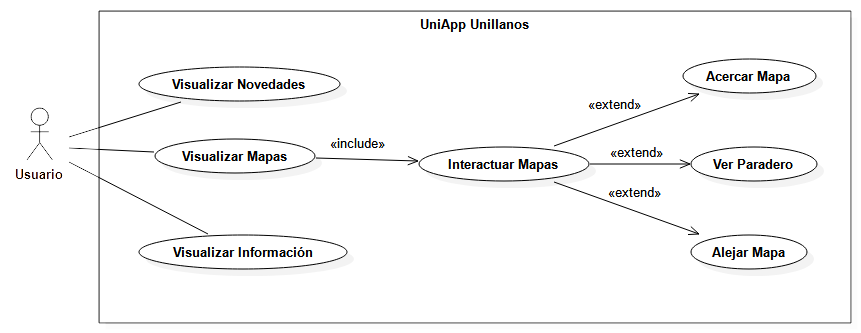 UniApp Unillanos
Visualizar Novedades
Acercar Mapa
«extend»
«include»
Visualizar Mapas
Interactuar Mapas
«extend»
Ver Paradero
Usuario
«extend»
Visualizar Información
Alejar Mapa